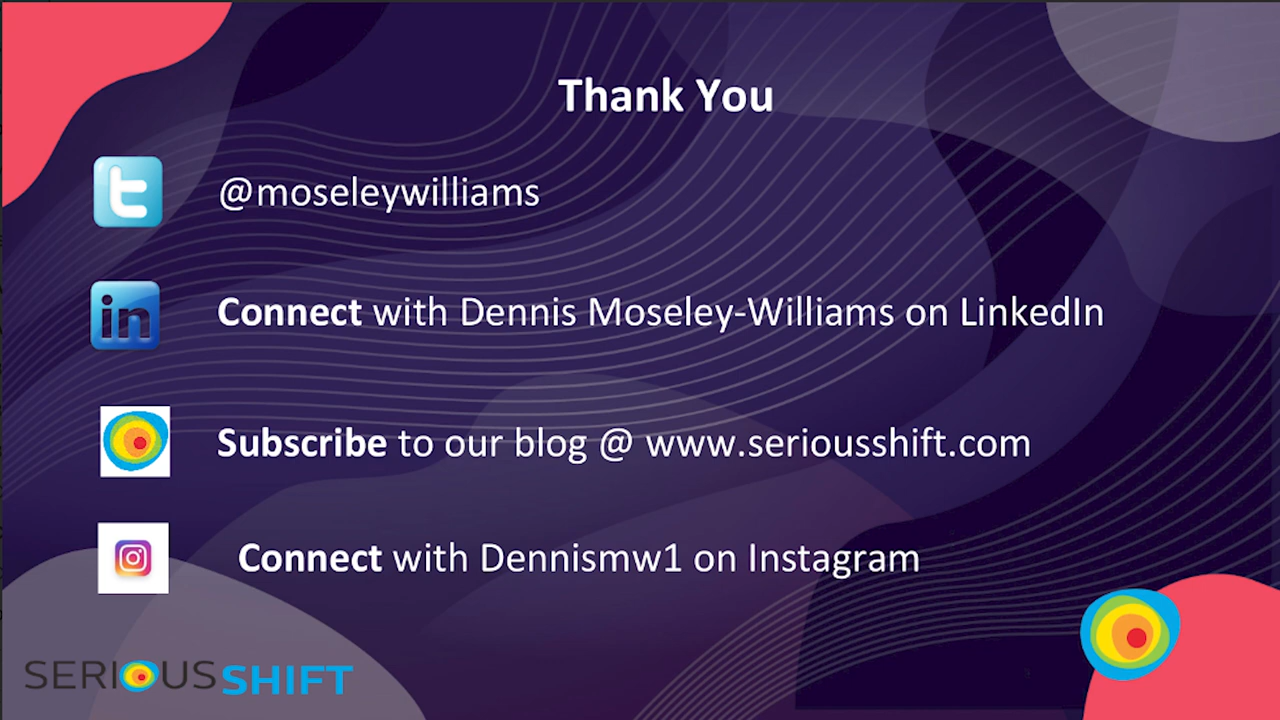 Thank You
@moseleywilliams
Connect with Dennis Moseley-Williams on LinkedIn
Subscribe to our blog @ www.seriousshift.com
Connect with Dennismw1 on Instagram
SERIOUSSHIFT